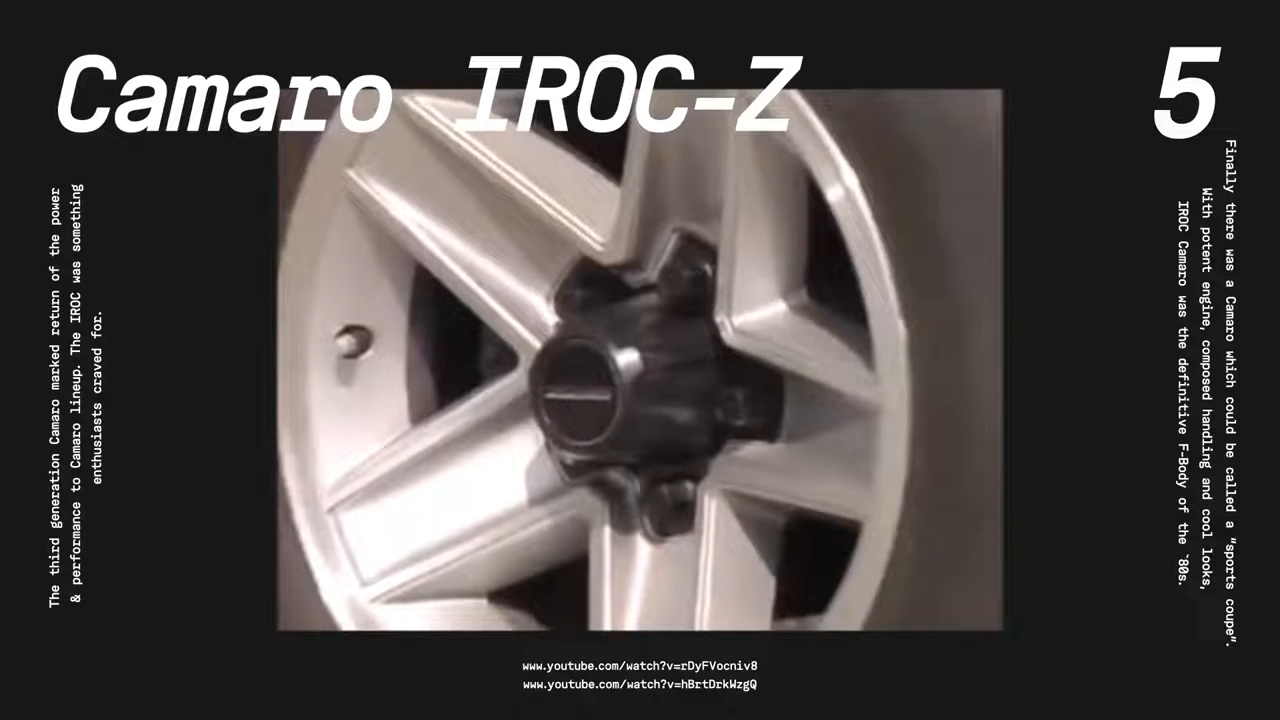 Camaro IROC-Z
5
The third generation Camaro marked return of the power
& performance to Camaro lineup. The IROC was something
enthusiasts craved for.
Finally there was a Camaro which could be called a "sports coupe".
With potent engine, composed handling and cool looks,
IROC Camaro was the definitive F-Body of the `80s.
www.youtube.com/watch?v=rDyFVocniv8
www.youtube.com/watch?v=hBrtDrkWzgQ